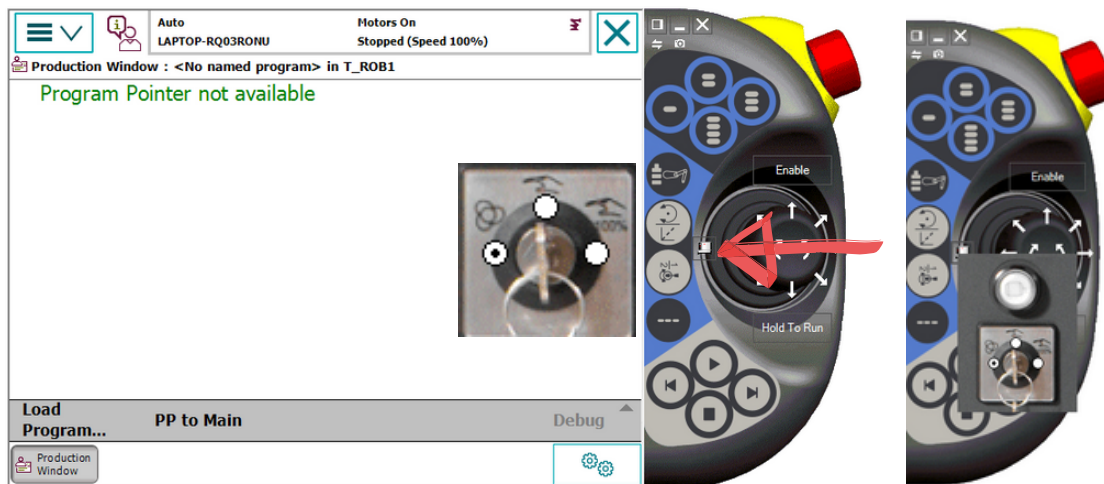 Auto
LAPTOP-RQ03RONU
Motors On
Stopped (Speed 100%)
Production Window : <No named program> in T_ROB1
Program Pointer not available
100%
Enable
Hold To Run
Enable
Load
Program...
PP to Main
Debug
Production
Window